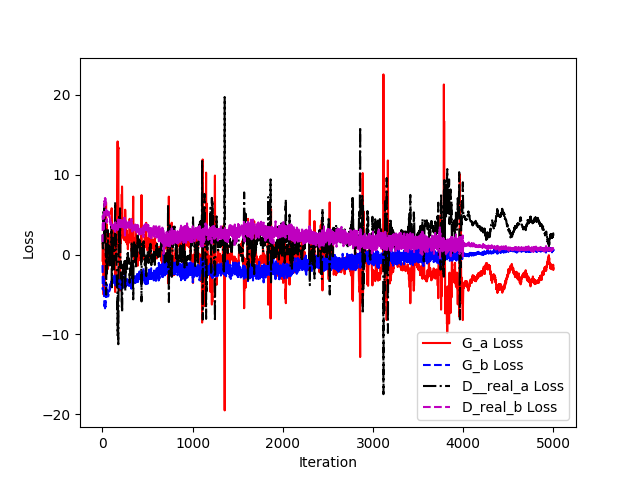 20
10
0
−10
−20
Loss
0
1000
2000
3000
4000
5000
Iteration
G_a Loss
G_b Loss
D__real_a Loss
D_real_b Loss